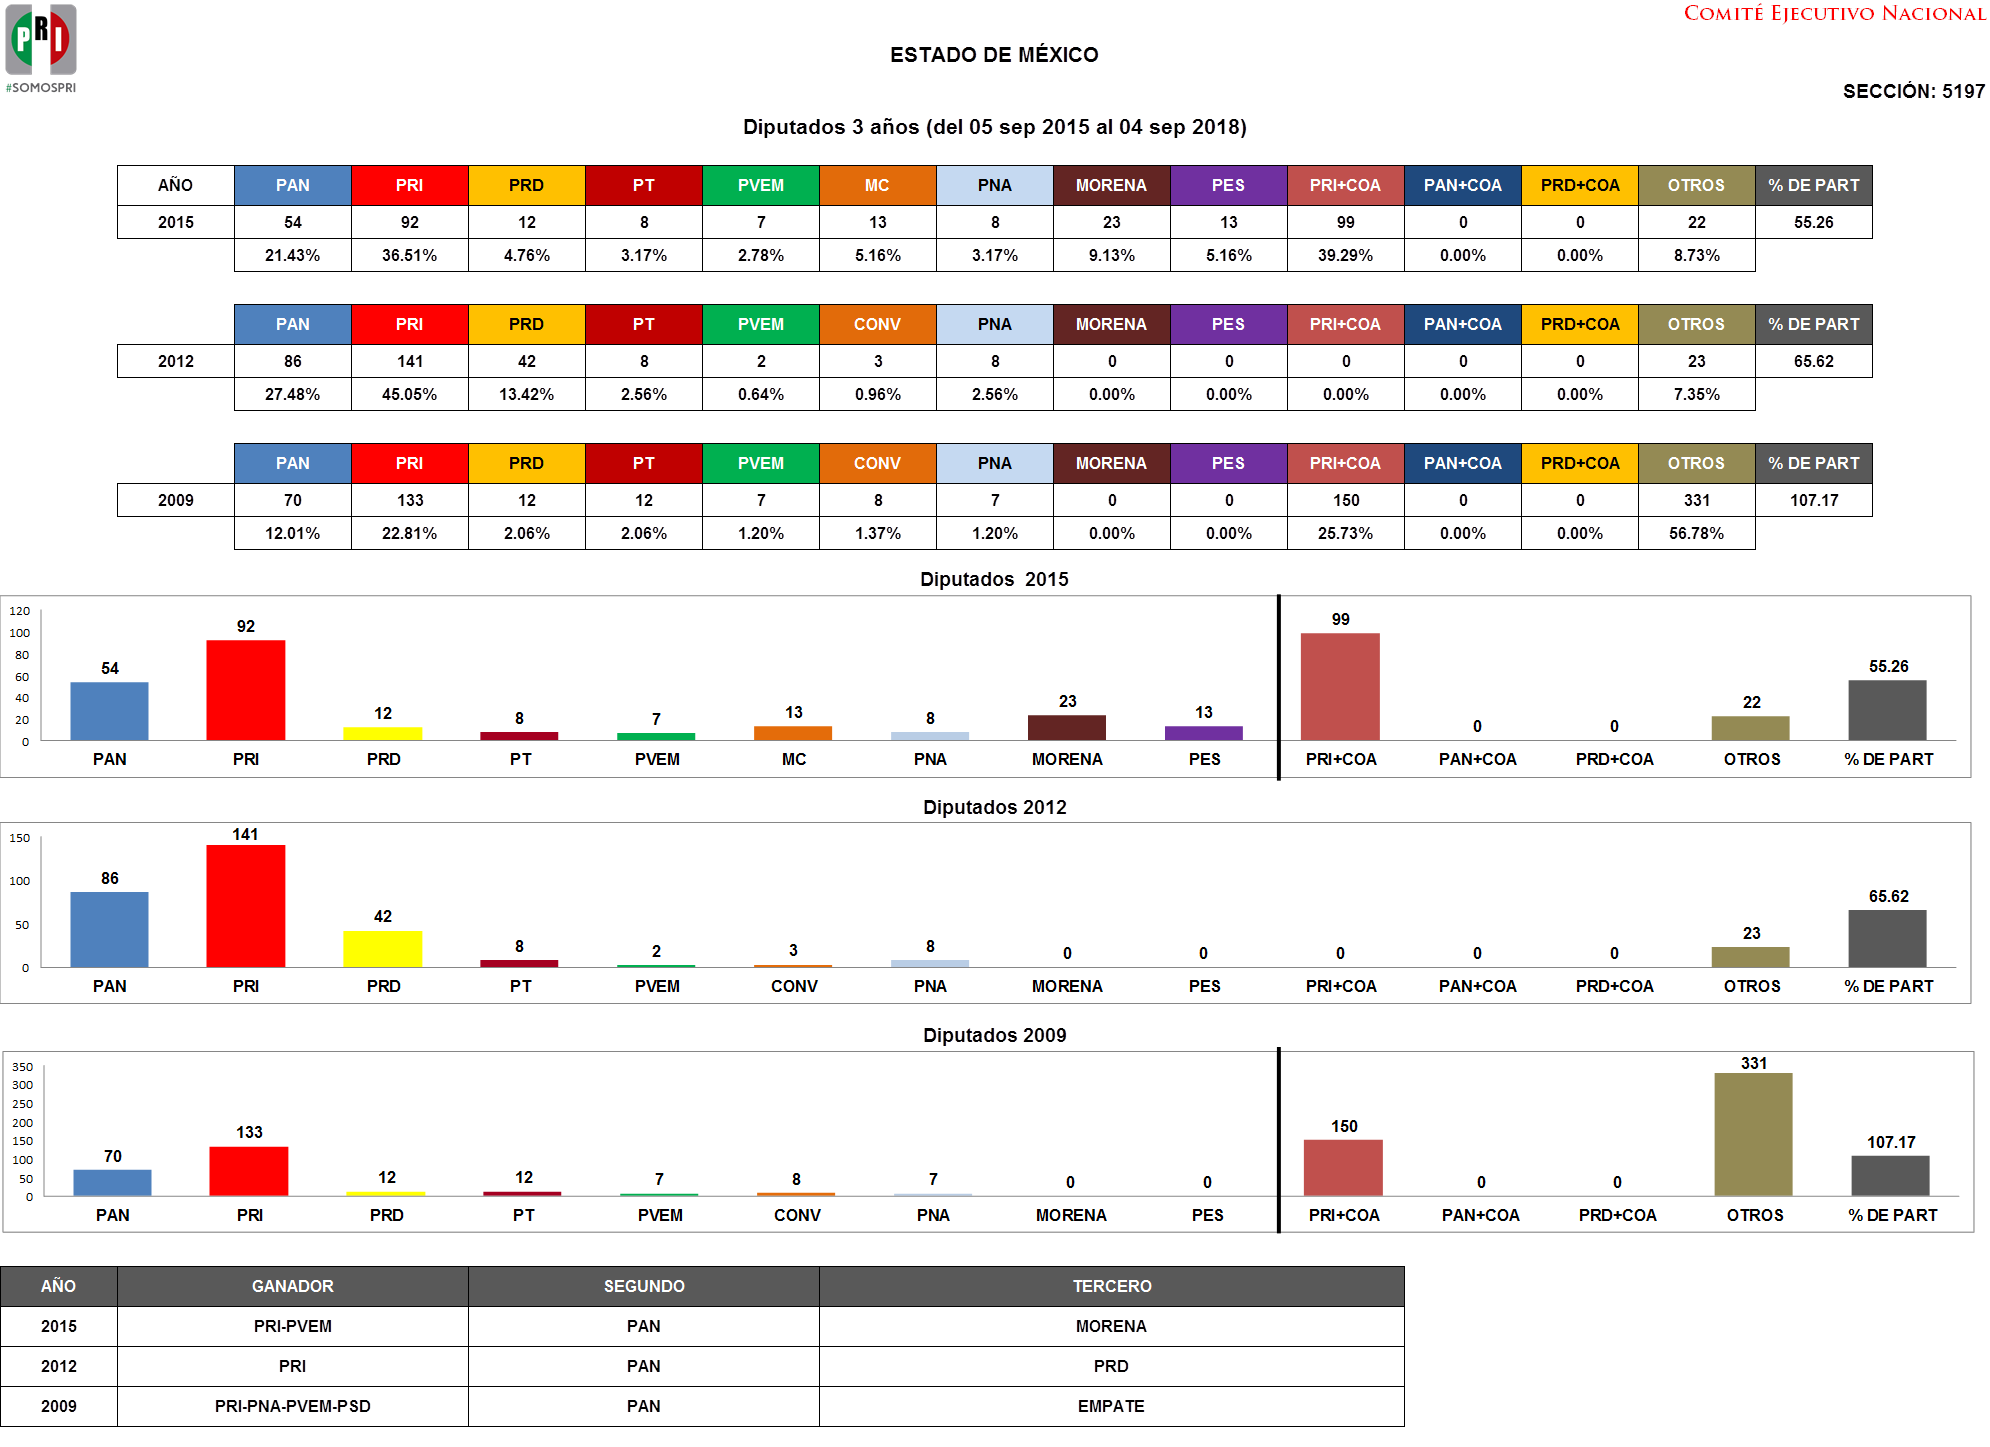 PRI
#SOMOSPRI
COMITÉ EJECUTIVO NACIONAL
ESTADO DE MÉXICO
SECCIÓN: 5197
Diputados 3 años (del 05 sep 2015 al 04 sep 2018)
AÑO PAN PRI PRD PT PVEM MC PNA MORENA PES PRI+COA PAN+COA PRD+COA OTROS % DE PART
2015 54 92 12 8 7 13 8 23 13 99 0 0 22 55.26
21.43% 36.51% 4.76% 3.17% 2.78% 5.16% 3.17% 9.13% 5.16% 39.29% 0.00% 0.00% 8.73%
PAN PRI PRD PT PVEM CONV PNA MORENA PES PRI+COA PAN+COA PRD+COA OTROS % DE PART
2012 86 141 42 8 2 3 8 0 0 0 0 0 23 65.62
27.48% 45.05% 13.42% 2.56% 0.64% 0.96% 2.56% 0.00% 0.00% 0.00% 0.00% 0.00% 7.35%
PAN PRI PRD PT PVEM CONV PNA MORENA PES PRI+COA PAN+COA PRD+COA OTROS % DE PART
2009 70 133 12 12 7 8 7 0 0 150 0 0 331 107.17
12.01% 22.81% 2.06% 2.06% 1.20% 1.37% 1.20% 0.00% 0.00% 25.73% 0.00% 0.00% 56.78%
Diputados 2015
120
100
80
60
40
20
0
54 92 12 8 7 13 8 23 13 99 0 0 22 55.26
PAN PRI PRD PT PVEM MC PNA MORENA PES PRI+COA PAN+COA PRD+COA OTROS % DE PART
Diputados 2012
150
100
50
0
86 141 42 8 2 3 8 0 0 0 0 0 23 65.62
PAN PRI PRD PT PVEM CONV PNA MORENA PES PRI+COA PAN+COA PRD+COA OTROS % DE PART
Diputados 2009
350
300
250
200
150
100
50
0
70 133 12 12 7 8 7 0 0 150 0 0 331 107.17
PAN PRI PRD PT PVEM CONV PNA MORENA PES PRI+COA PAN+COA PRD+COA OTROS % DE PART
AÑO GANADOR SEGUNDO TERCERO
2015 PRI-PVEM PAN MORENA
2012 PRI PAN PRD
2009 PRI-PNA-PVEM-PSD PAN EMPATE